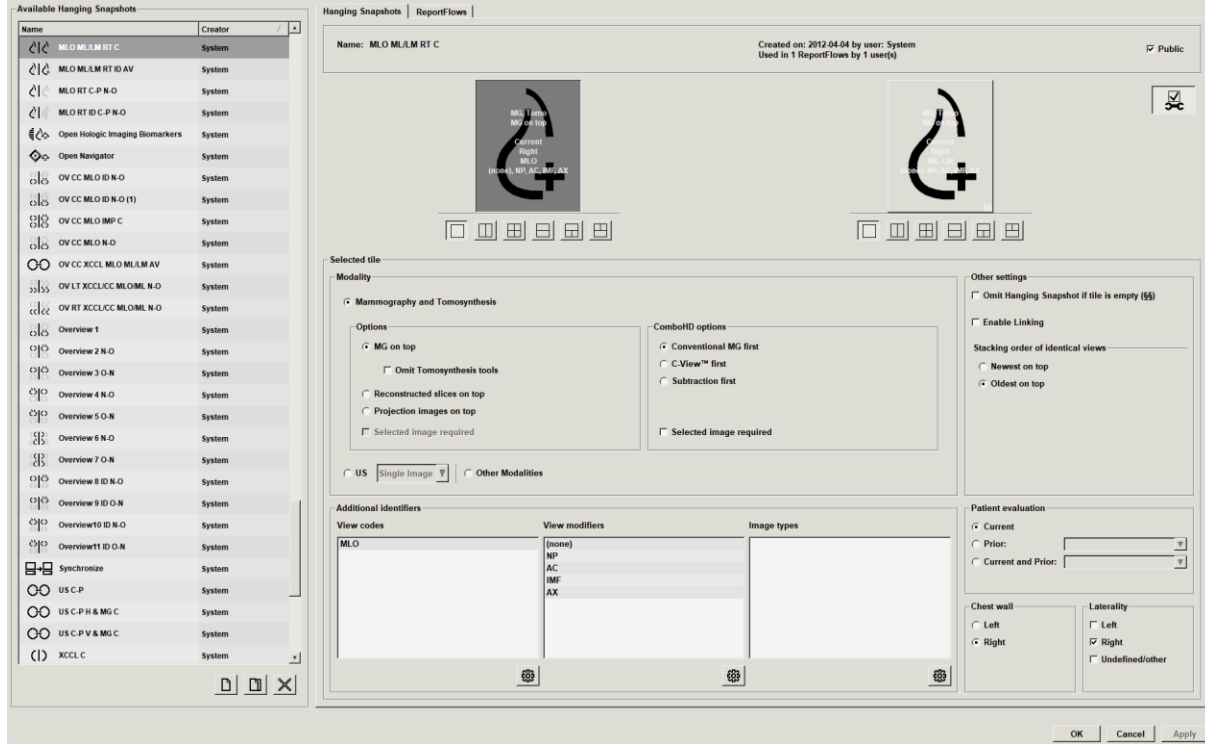 Available Hanging Snapshots
Name Creator
MLO ML/LM RT C System
MLO ML/LM RT ID AV System
MLO RT C-P N-O System
MLO RT ID C-P N-O System
Open Hologic Imaging Biomarkers System
Open Navigator System
OV CC MLO ID N-O System
OV CC MLO ID N-O (1) System
OV CC MLO IMP C System
OV CC MLO N-O System
OV CC XCCL MLO ML/LM AV System
OV LT XCCL/CC MLO/ML N-O System
OV RT XCCL/CC MLO/ML N-O System
Overview 1 System
Overview 2 N-O System
Overview 3 O-N System
Overview 4 N-O System
Overview 5 O-N System
Overview 6 N-O System
Overview 7 O-N System
Overview 8 ID N-O System
Overview 9 ID O-N System
Overview10 ID N-O System
Overview11 ID O-N System
Synchronize System
US C-P System
US C-P H & MG C System
US C-P V & MG C System
XCCL C System
Hanging Snapshots ReportFlows
Name: MLO ML/LM RT C
Created on: 2012-04-04 by user: System
Used in 1 ReportFlows by 1 user(s)
Public
MG, Tomo
MG on top
Current
Right
MLO
(none), NP, AC, IMF, AX
MG, Tomo
MG on top
Current
Right
ML, LM
(none), NP, AC, IMF,
§§
Selected tile
Modality
Mammography and Tomosynthesis
Options
MG on top
Omit Tomosynthesis tools
Reconstructed slices on top
Projection images on top
Selected image required
ComboHD options
Conventional MG first
C-View™ first
Subtraction first
Selected image required
US Single Image Other Modalities
Other settings
Omit Hanging Snapshot if tile is empty (§§)
Enable Linking
Stacking order of identical views
Newest on top
Oldest on top
Additional identifiers
View codes View modifiers Image types
MLO (none)
NP
AC
IMF
AX
Patient evaluation
Current
Prior:
Current and Prior:
Chest wall
Left
Right
Laterality
Left
Right
Undefined/other
OK Cancel Apply